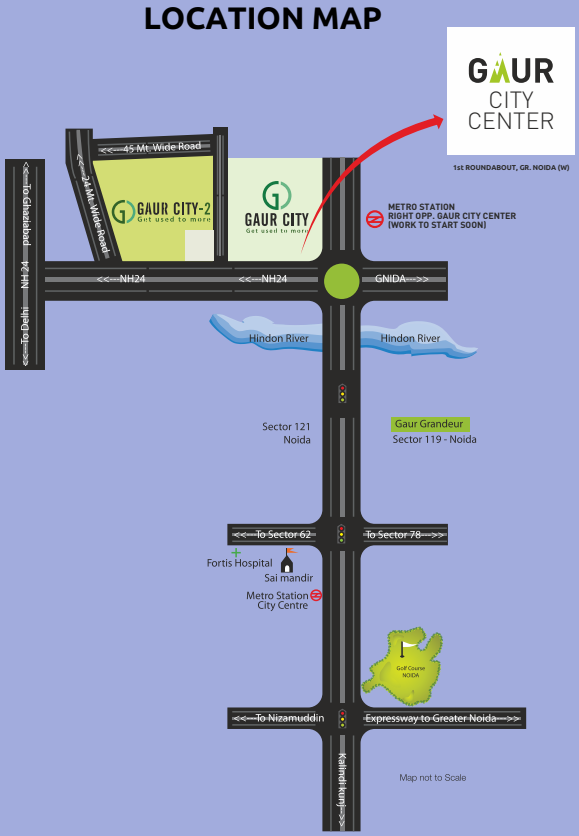 LOCATION MAP
GAUR
CITY
CENTER
1st ROUNDABOUT, GR. NOIDA (W)
<<---45 Mt. Wide Road
<<---24 Mt. Wide Road
<<---To Ghaziabad
NH 24
<<---To Delhi
GAUR CITY-2
Get used to more
GAUR CITY
Get used to more
METRO STATION
RIGHT OPP. GAUR CITY CENTER
(WORK TO START SOON)
<<---NH24
<<---NH24
GNIDA--->>
Hindon River
Hindon River
Sector 121
Noida
Gaur Grandeur
Sector 119 - Noida
<<---To Sector 62
To Sector 78--->>
Fortis Hospital
Sai mandir
Metro Station
City Centre
Golf Course
NOIDA
<<---To Nizamuddin
Expressway to Greater Noida--->>
Kalindi kunj--->>
Map not to Scale